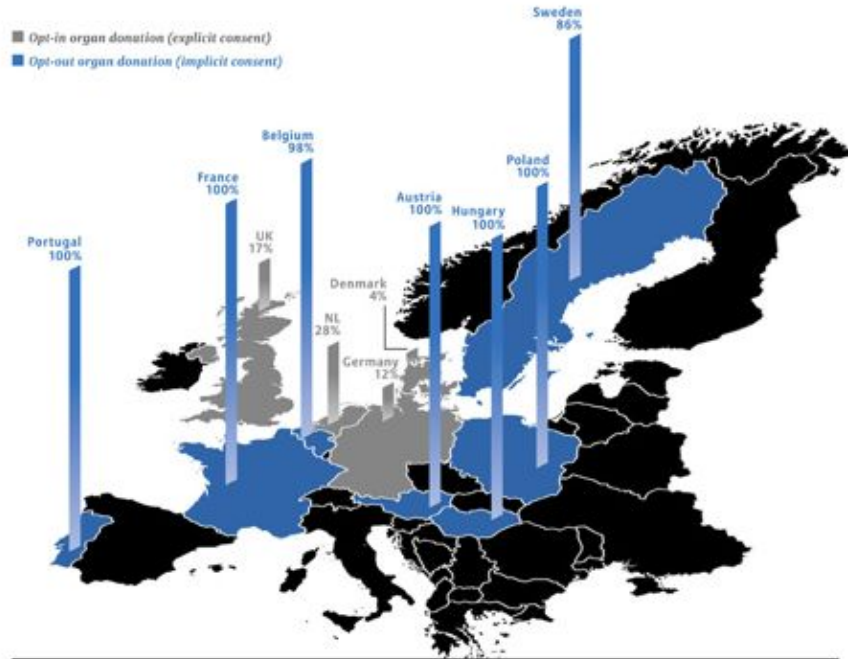 Opt-in organ donation (explicit consent)
Opt-out organ donation (implicit consent)
Sweden
86%
Belgium
98%
Poland
100%
France
100%
Austria
100%
Hungary
100%
Portugal
100%
UK
17%
Denmark
4%
NL
28%
Germany
12%